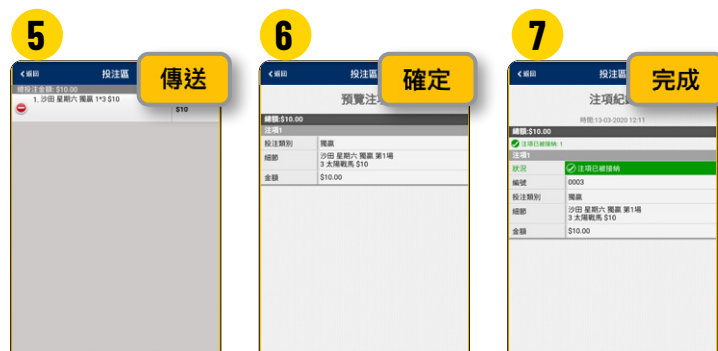 5
<返回
投注區
傳送
總投注金額: $10.00
1. 沙田 星期六 獨贏 1*3 $10
$10
6
<返回
投注區
確定
預覽注
總額:$10.00
注項1
投注類別
獨贏
細節
沙田 星期六 獨贏 第1場
3 太陽戰馬 $10
金額
$10.00
7
<返回
投注區
完成
注項紀
時間:13-03-2020 12:11
總額:$10.00
注項已被接納: 1
注項1
狀況
注項已被接納
編號
0003
投注類別
獨贏
細節
沙田 星期六 獨贏 第1場
3 太陽戰馬 $10
金額
$10.00